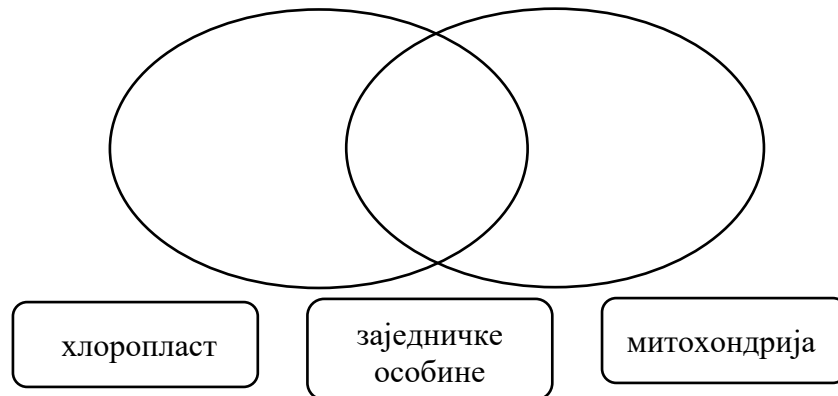 хлоропласт
заједничке
особине
митохондрија